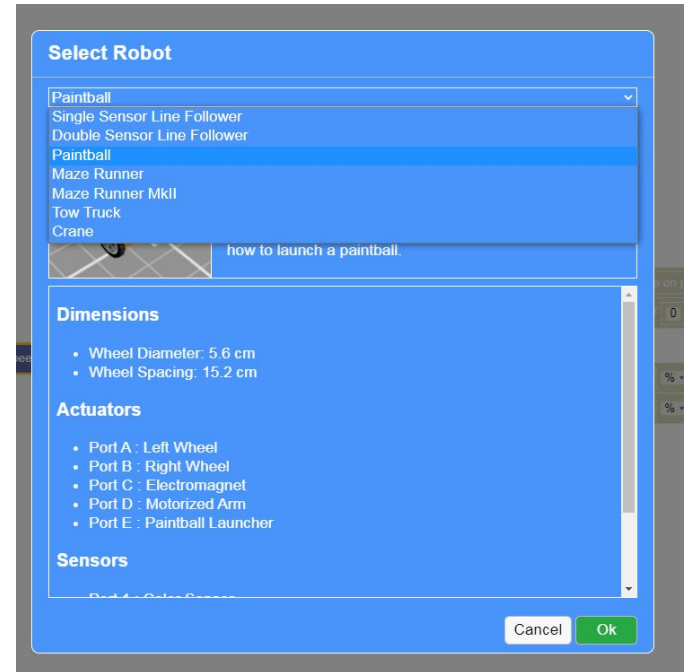 Select Robot
Paintball
Single Sensor Line Follower
Double Sensor Line Follower
Paintball
Maze Runner
Maze Runner MkII
Tow Truck
Crane
how to launch a paintball.
Dimensions
Wheel Diameter: 5.6 cm
Wheel Spacing: 15.2 cm
Actuators
Port A : Left Wheel
Port B : Right Wheel
Port C : Electromagnet
Port D : Motorized Arm
Port E : Paintball Launcher
Sensors
Cancel Ok
0
%
%